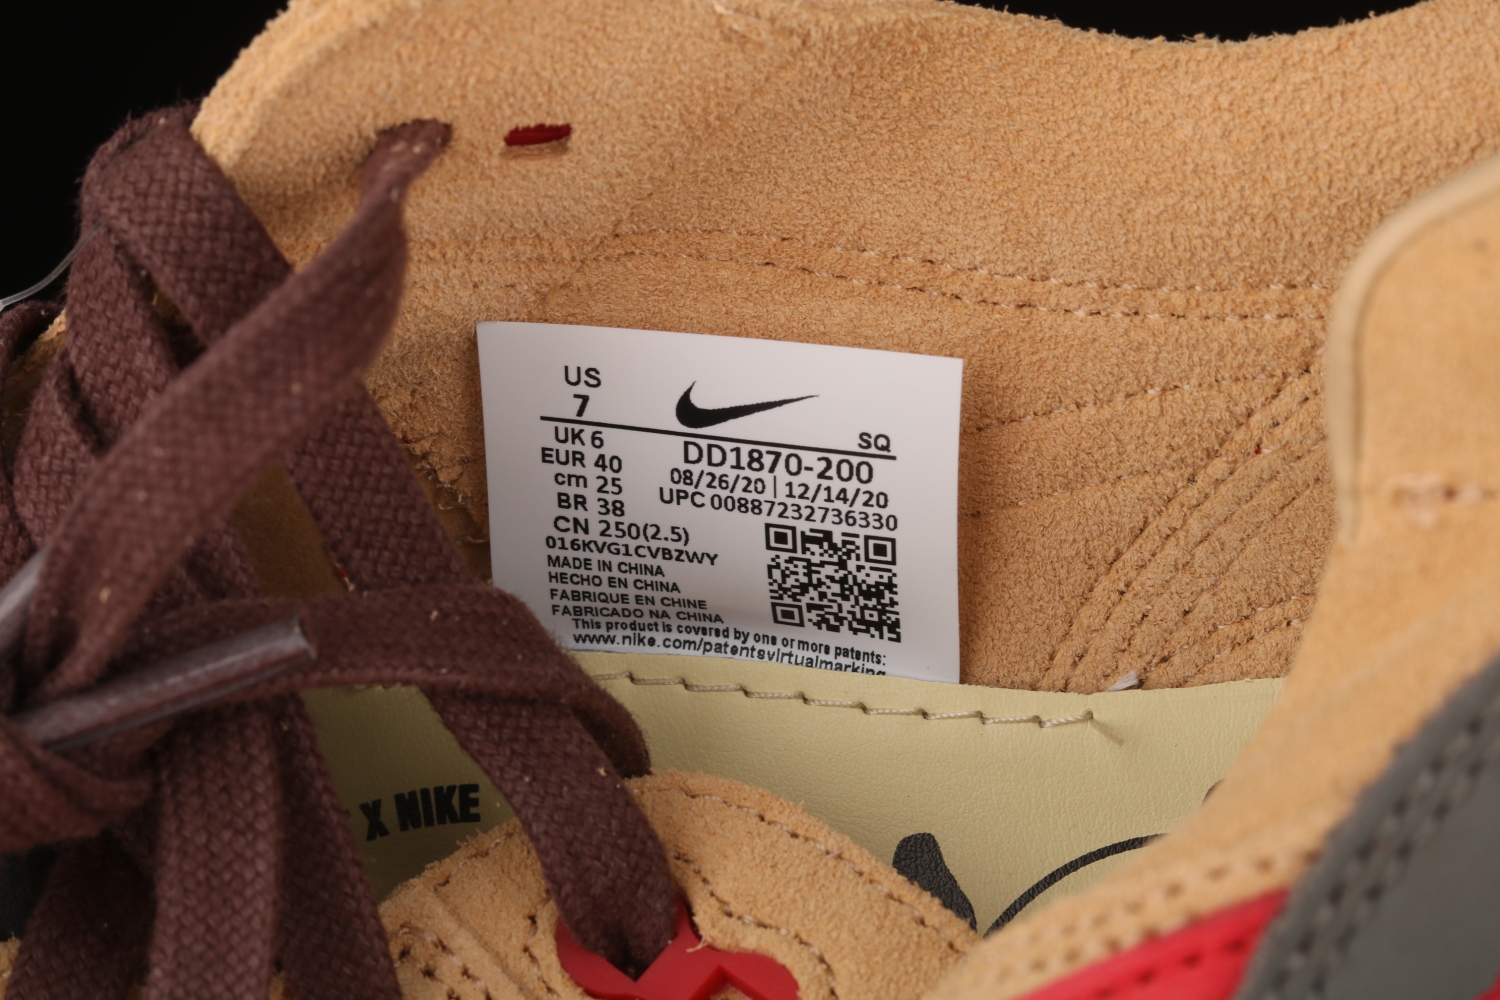 US
7
SQ
UK 6
EUR 40
cm 25
BR 38
CN 250(2.5)
DD1870-200
08/26/20 | 12/14/20
UPC 00887232736330
016KVG1CVBZWY
MADE IN CHINA
HECHO EN CHINA
FABRIQUE EN CHINE
FABRICADO NA CHINA
This product is covered by one or more patents:
www.nike.com/patentsvirtualmarking
X NIKE